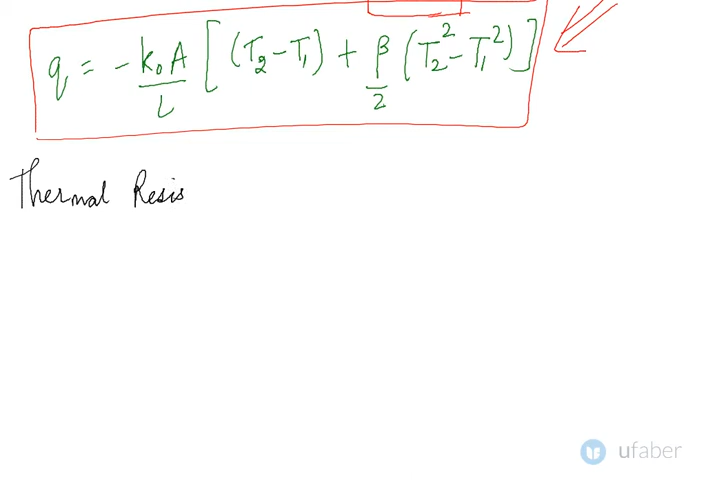 q = - k₀A/L [ (T₂ - T₁) + β/2 (T₂² - T₁²) ]
Thermal Resis
ufaber